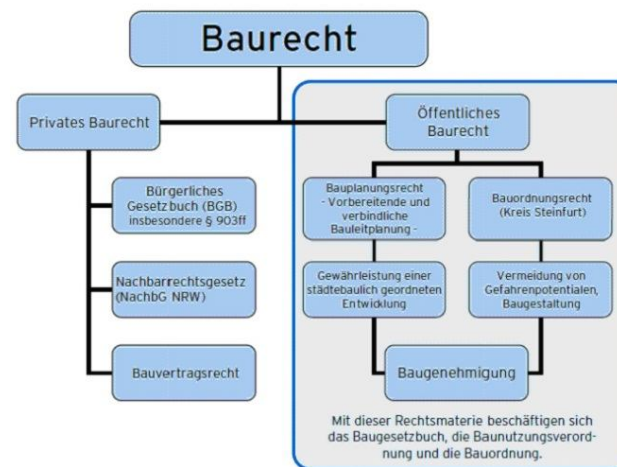 Baurecht
Privates Baurecht
Öffentliches
Baurecht
Bürgerliches
Gesetzbuch (BGB)
insbesondere § 903ff
Nachbarrechtsgesetz
(NachbG NRW)
Bauvertragsrecht
Bauplanungsrecht
- Vorbereitende und
verbindliche
Bauleitplanung -
Bauordnungsrecht
(Kreis Steinfurt)
Gewährleistung einer
städtebaulich geordneten
Entwicklung
Vermeidung von
Gefahrenpotentialen,
Baugestaltung
Baugenehmigung
Mit dieser Rechtsmaterie beschäftigen sich
das Baugesetzbuch, die Baunutzungsverord-
nung und die Bauordnung.